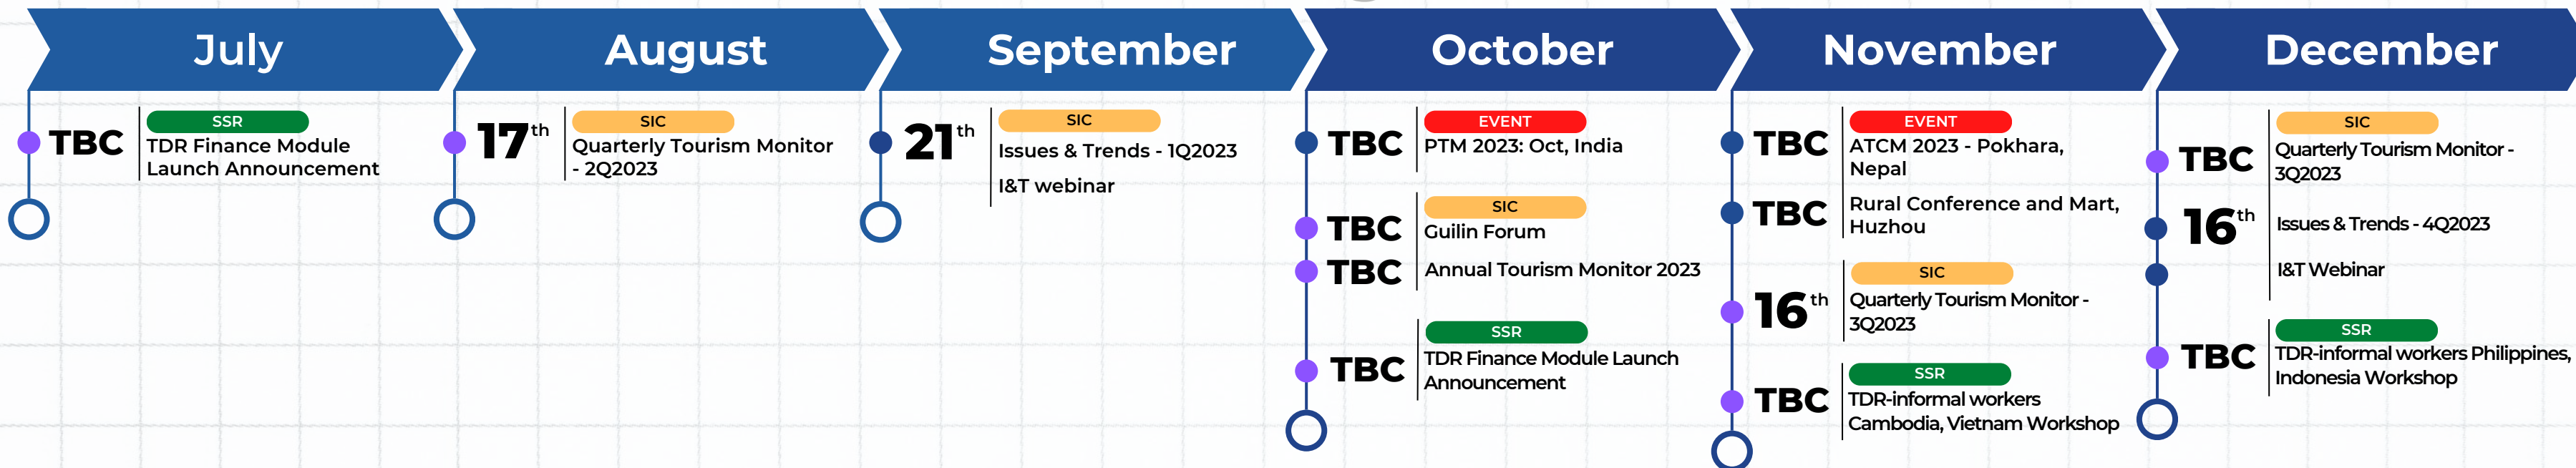 July
TBC
SSR
TDR Finance Module
Launch Announcement
August
17th
SIC
Quarterly Tourism Monitor
- 2Q2023
September
21th
SIC
Issues & Trends - 1Q2023
I&T webinar
October
TBC
EVENT
PTM 2023: Oct, India
TBC
SIC
Guilin Forum
TBC
Annual Tourism Monitor 2023
TBC
SSR
TDR Finance Module Launch
Announcement
November
TBC
EVENT
ATCM 2023 - Pokhara,
Nepal
TBC
Rural Conference and Mart,
Huzhou
16th
SIC
Quarterly Tourism Monitor -
3Q2023
TBC
SSR
TDR-informal workers
Cambodia, Vietnam Workshop
December
TBC
SIC
Quarterly Tourism Monitor -
3Q2023
16th
Issues & Trends - 4Q2023
I&T Webinar
TBC
SSR
TDR-informal workers Philippines,
Indonesia Workshop